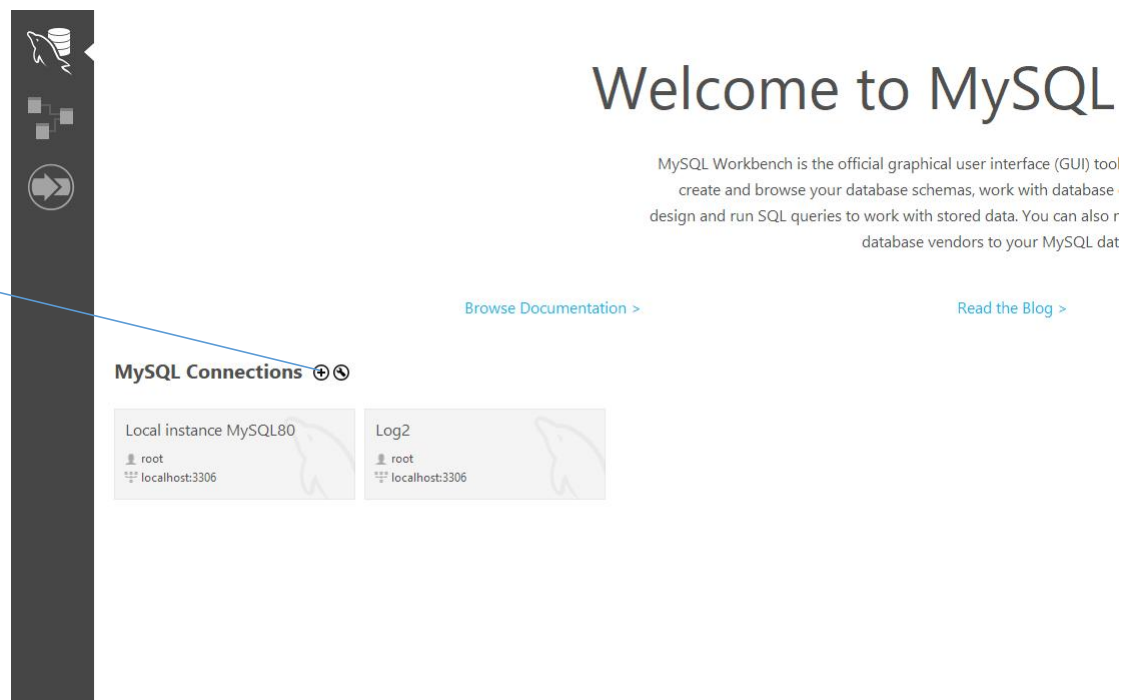 Welcome to MySQL
MySQL Workbench is the official graphical user interface (GUI) tool
create and browse your database schemas, work with database
design and run SQL queries to work with stored data. You can also
database vendors to your MySQL dat
Browse Documentation >
Read the Blog >
MySQL Connections
Local instance MySQL80
root
localhost:3306
Log2
root
localhost:3306